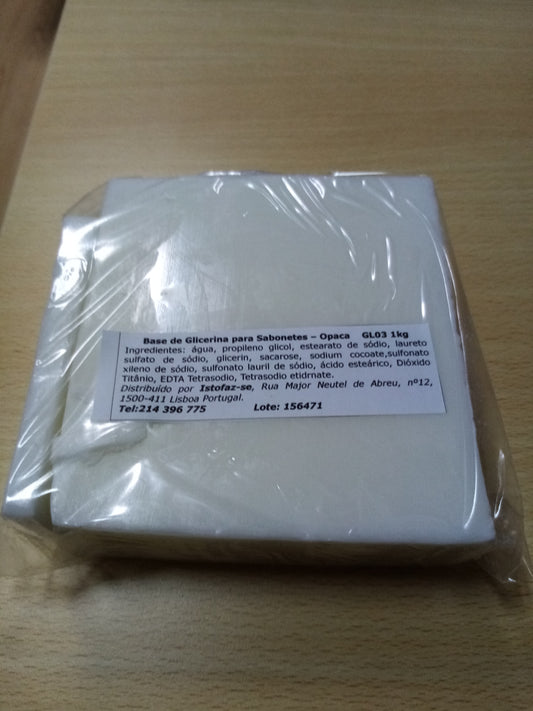 Base de Glicerina para Sabonetes – Opaca GL03 1kg
Ingredientes: água, propileno glicol, estearato de sódio, laureto
sulfato de sódio, glicerin, sacarose, sodium cocoate,sulfonato
xileno de sódio, sulfonato lauril de sódio, ácido esteárico, Dióxido
Titânio, EDTA Tetrasodio, Tetrasodio etidrnate.
Distribuído por Istofaz-se, Rua Major Neutel de Abreu, nº12,
1500-411 Lisboa Portugal.
Tel:214 396 775 Lote: 156471